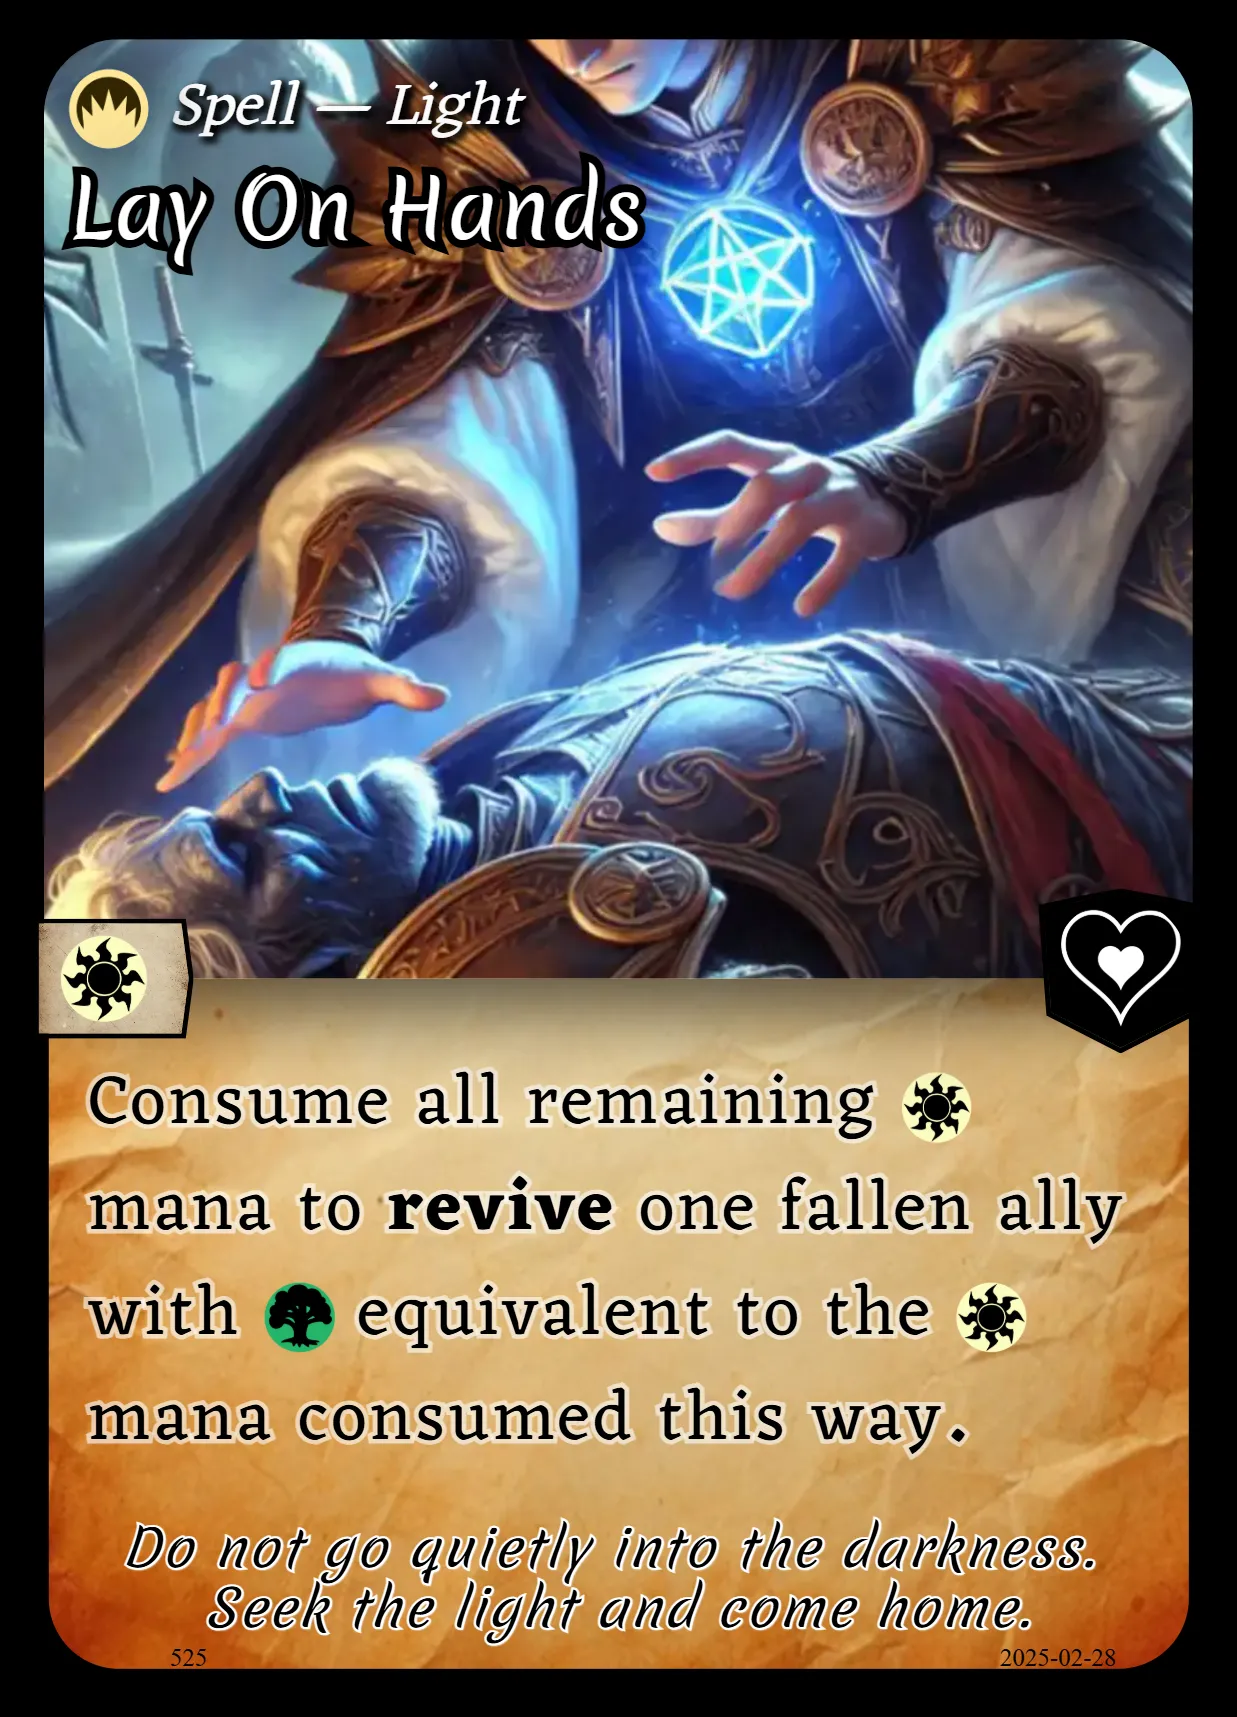 Spell — Light
Lay On Hands
Consume all remaining
mana to revive one fallen ally
with equivalent to the
mana consumed this way.
Do not go quietly into the darkness.
Seek the light and come home.
525 2025-02-28